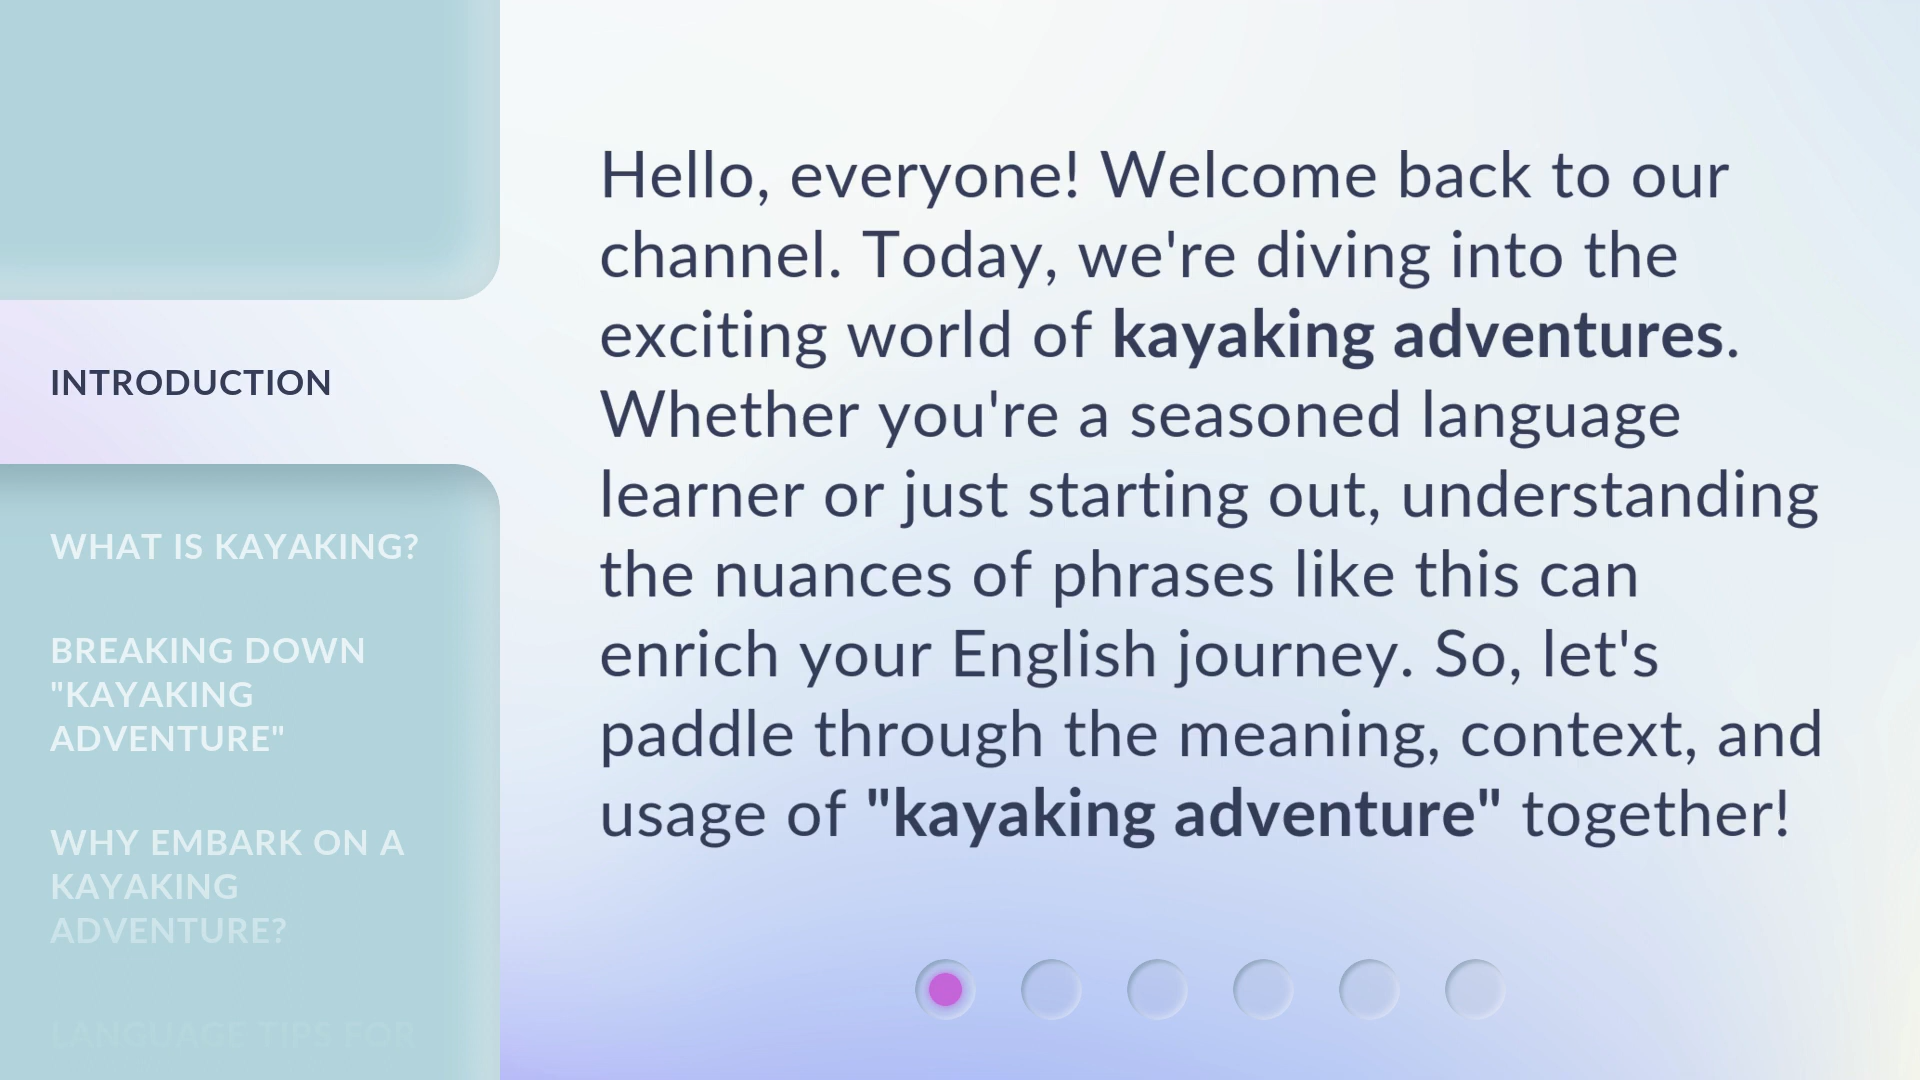 INTRODUCTION
WHAT IS KAYAKING?
BREAKING DOWN
"KAYAKING
ADVENTURE"
WHY EMBARK ON A
KAYAKING
ADVENTURE?
LANGUAGE TIPS FOR
Hello, everyone! Welcome back to our
channel. Today, we're diving into the
exciting world of kayaking adventures.
Whether you're a seasoned language
learner or just starting out, understanding
the nuances of phrases like this can
enrich your English journey. So, let's
paddle through the meaning, context, and
usage of "kayaking adventure" together!